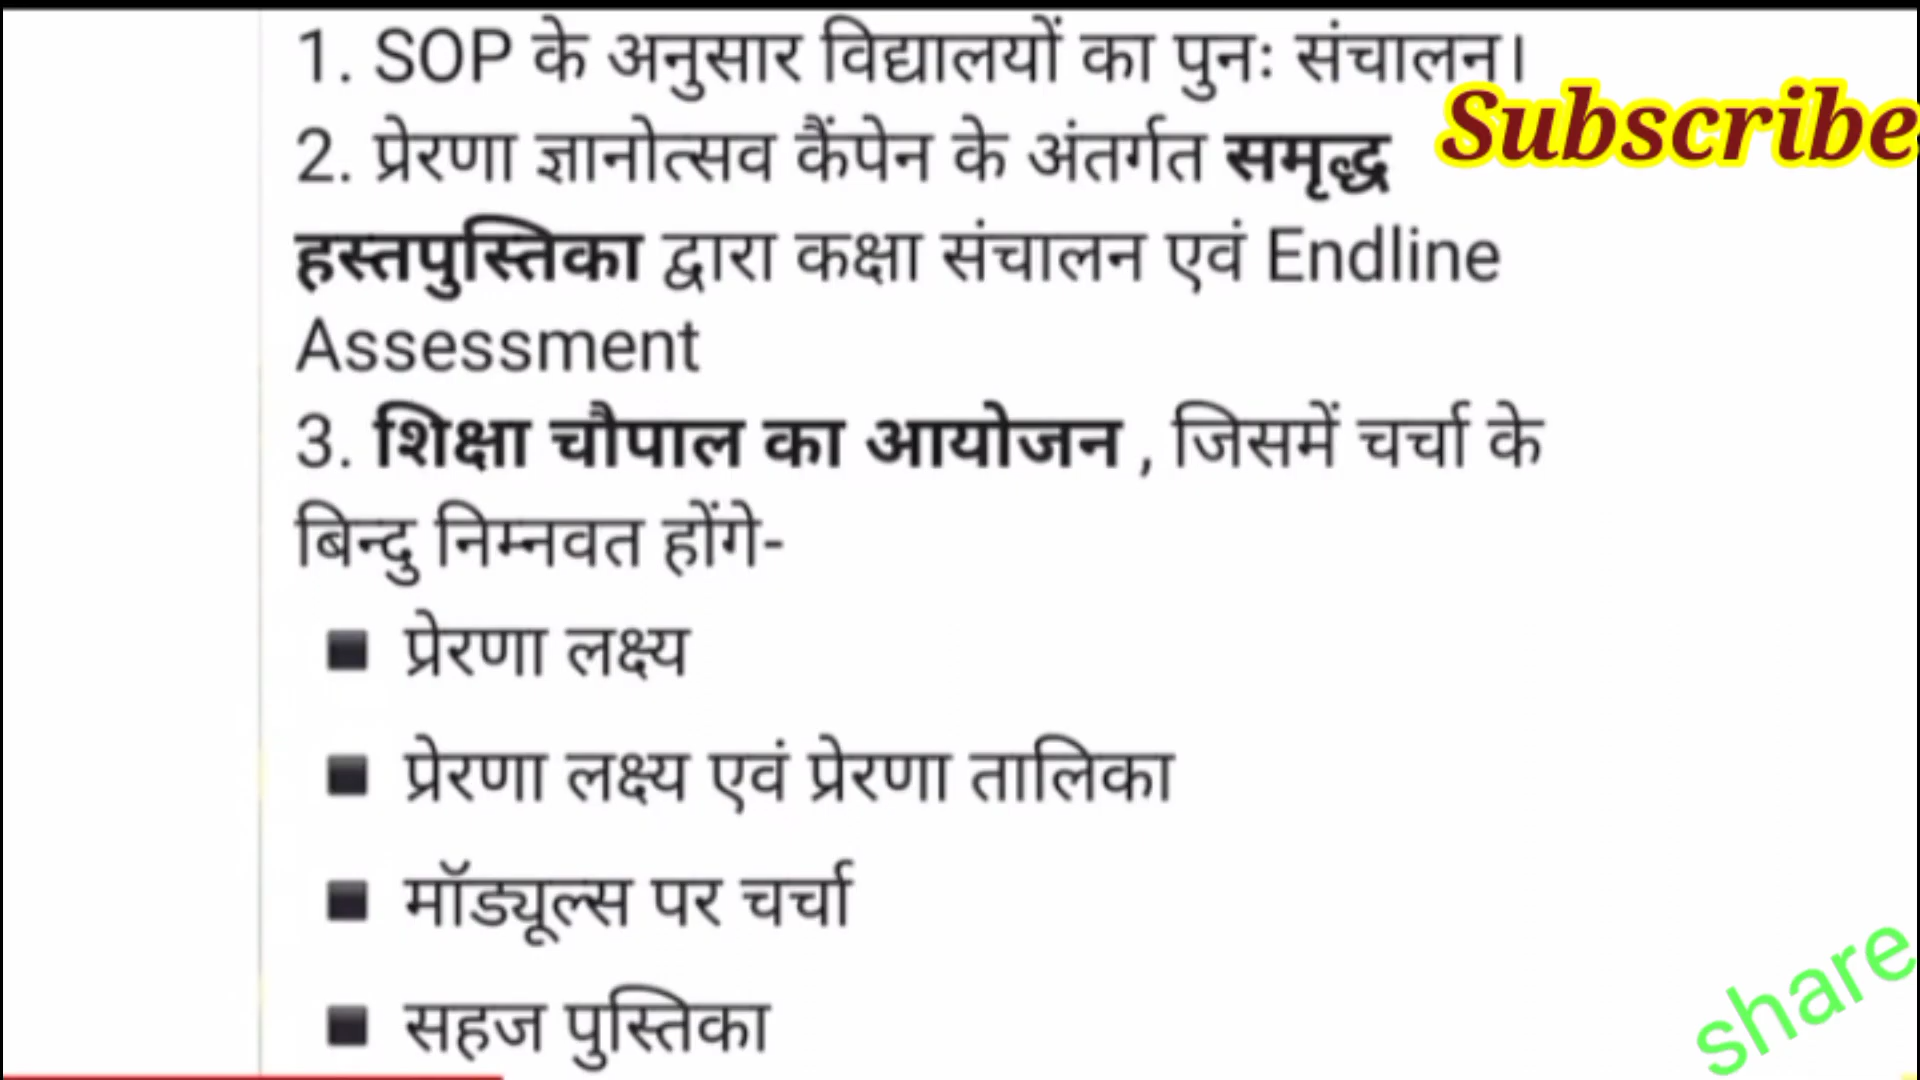 1. SOP के अनुसार विद्यालयों का पुनः संचालन।
Subscribe
2. प्रेरणा ज्ञानोत्सव कैंपेन के अंतर्गत समृद्ध
हस्तपुस्तिका द्वारा कक्षा संचालन एवं Endline
Assessment
3. शिक्षा चौपाल का आयोजन , जिसमें चर्चा के
बिन्दु निम्नवत होंगे-
▪ प्रेरणा लक्ष्य
▪ प्रेरणा लक्ष्य एवं प्रेरणा तालिका
▪ मॉड्यूल्स पर चर्चा
▪ सहज पुस्तिका
share